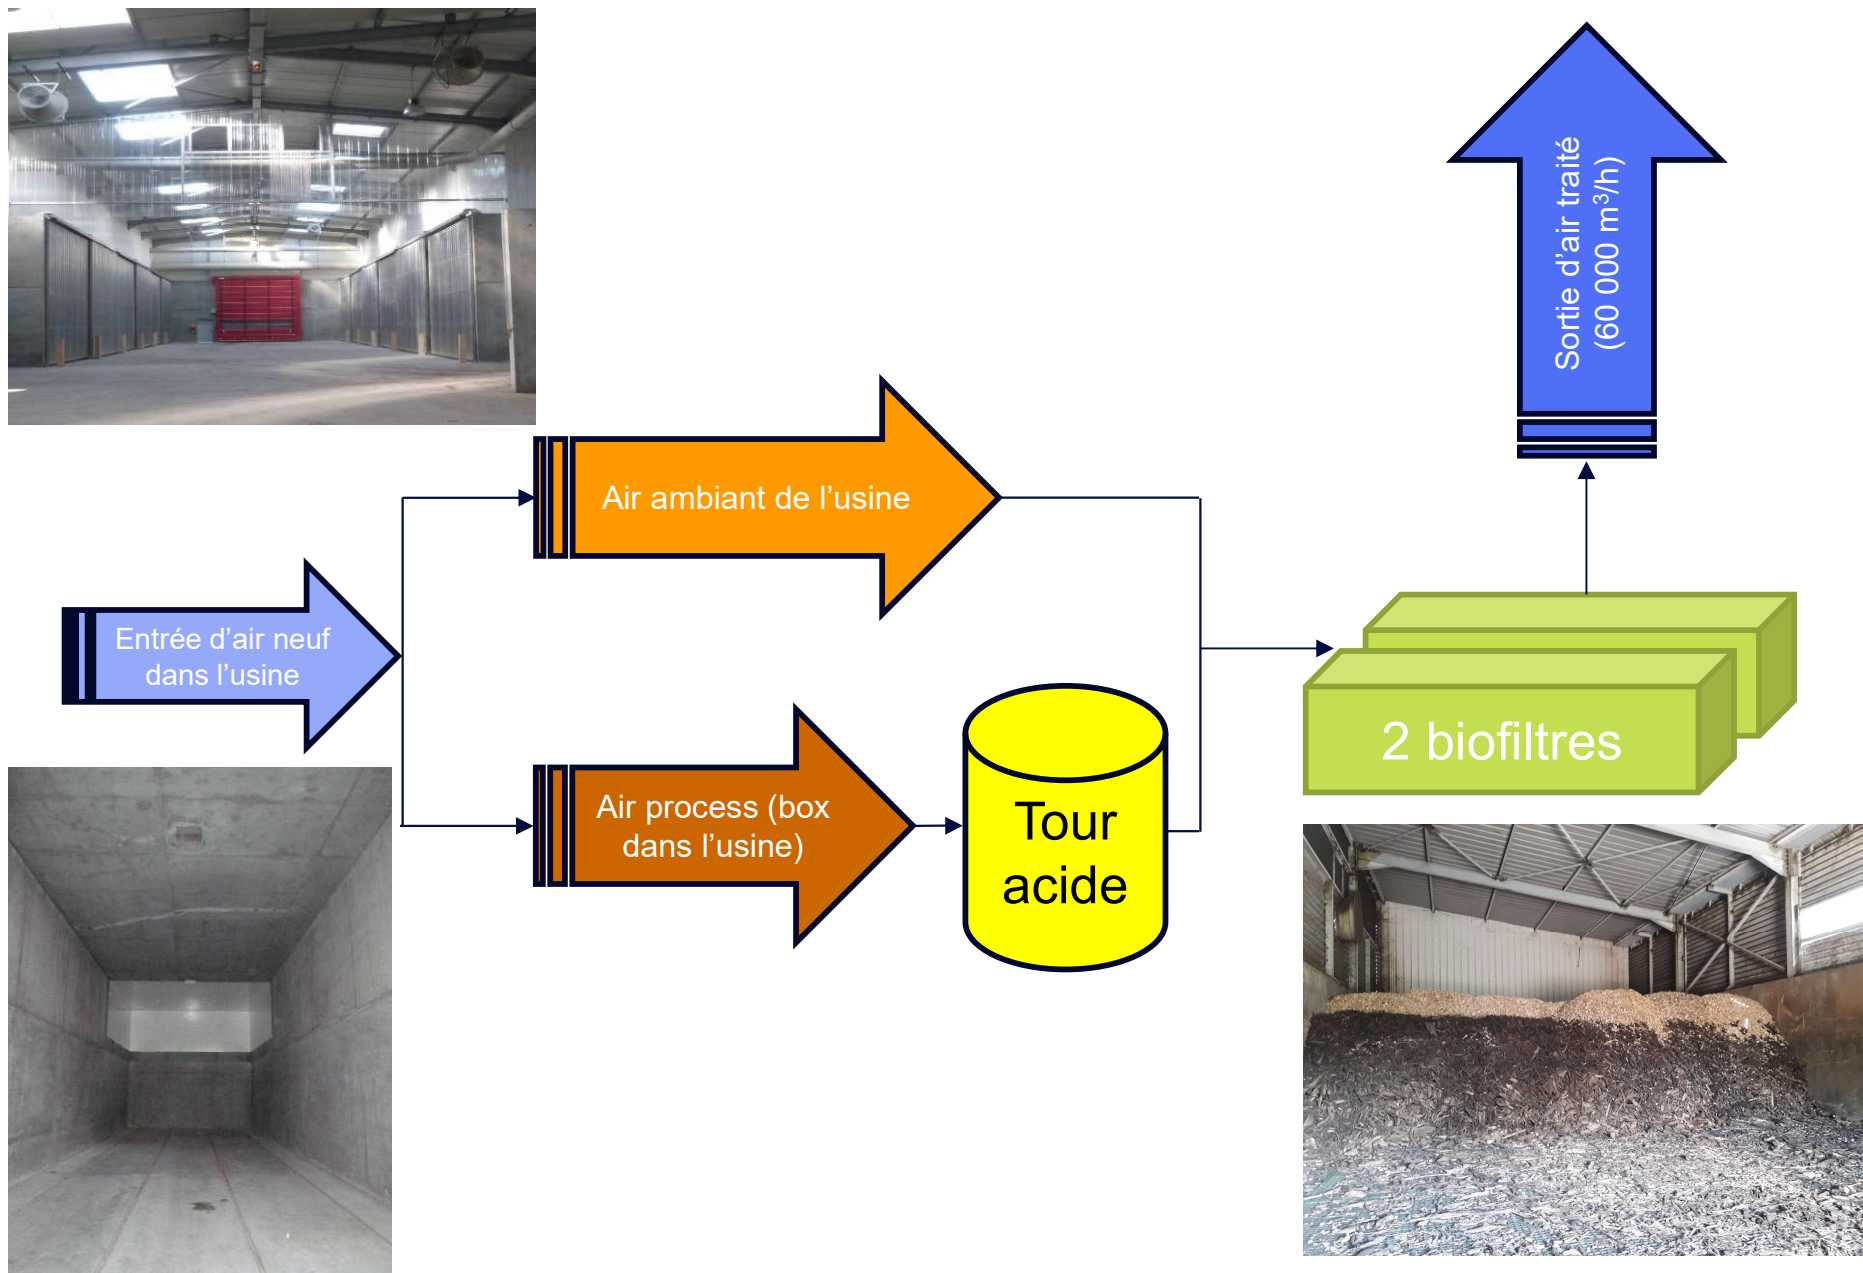 Entrée d’air neuf
dans l’usine
Air ambiant de l’usine
Air process (box
dans l’usine)
Tour
acide
2 biofiltres
Sortie d’air traité
(60 000 m³/h)